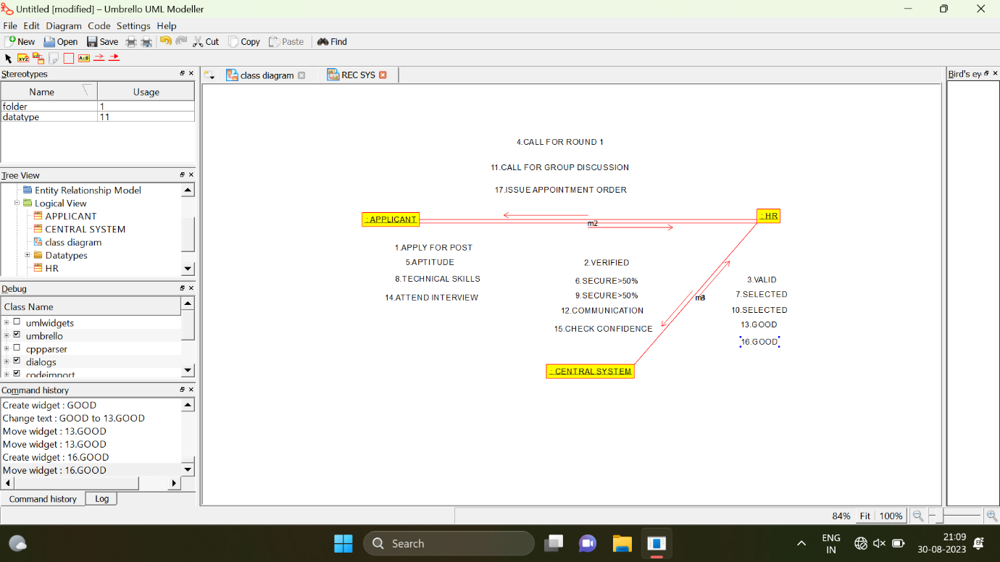 Untitled [modified] – Umbrello UML Modeller
File Edit Diagram Code Settings Help
New Open Save Cut Copy Paste Find
XYZ A:B
Stereotypes
Name Usage
folder 1
datatype 11
Tree View
Entity Relationship Model
Logical View
APPLICANT
CENTRAL SYSTEM
class diagram
Datatypes
HR
Debug
Class Name
umlwidgets
umbrello
cppparser
dialogs
codeimport
Command history
Create widget : GOOD
Change text : GOOD to 13.GOOD
Move widget : 13.GOOD
Move widget : 13.GOOD
Create widget : 16.GOOD
Move widget : 16.GOOD
Command history Log
class diagram REC SYS
4.CALL FOR ROUND 1
11.CALL FOR GROUP DISCUSSION
17.ISSUE APPOINTMENT ORDER
: APPLICANT
: HR
m2
1.APPLY FOR POST
5.APTITUDE
8.TECHNICAL SKILLS
14.ATTEND INTERVIEW
2.VERIFIED
6.SECURE>50%
9.SECURE>50%
12.COMMUNICATION
15.CHECK CONFIDENCE
3.VALID
7.SELECTED
10.SELECTED
13.GOOD
16.GOOD
: CENTRAL SYSTEM
Bird's ey
84% Fit 100%
Search
ENG
IN
21:09
30-08-2023